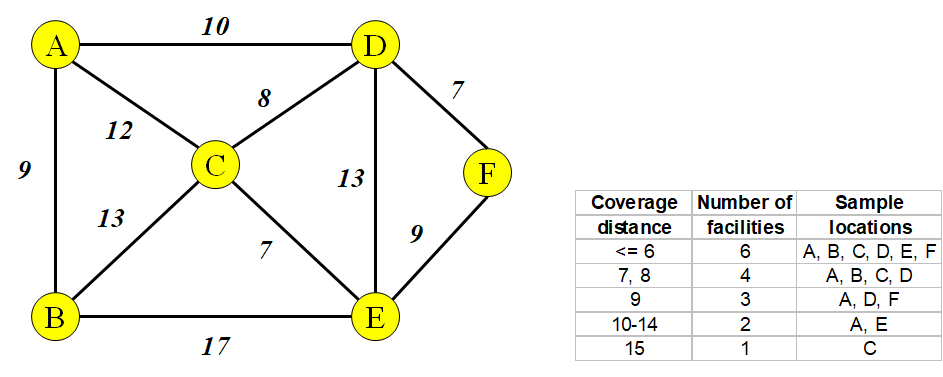 10
A
D
8
7
12
9
C
F
13
13
9
7
B
E
17
Coverage Number of Sample
distance facilities locations
<= 6 6 A, B, C, D, E, F
7, 8 4 A, B, C, D
9 3 A, D, F
10-14 2 A, E
15 1 C